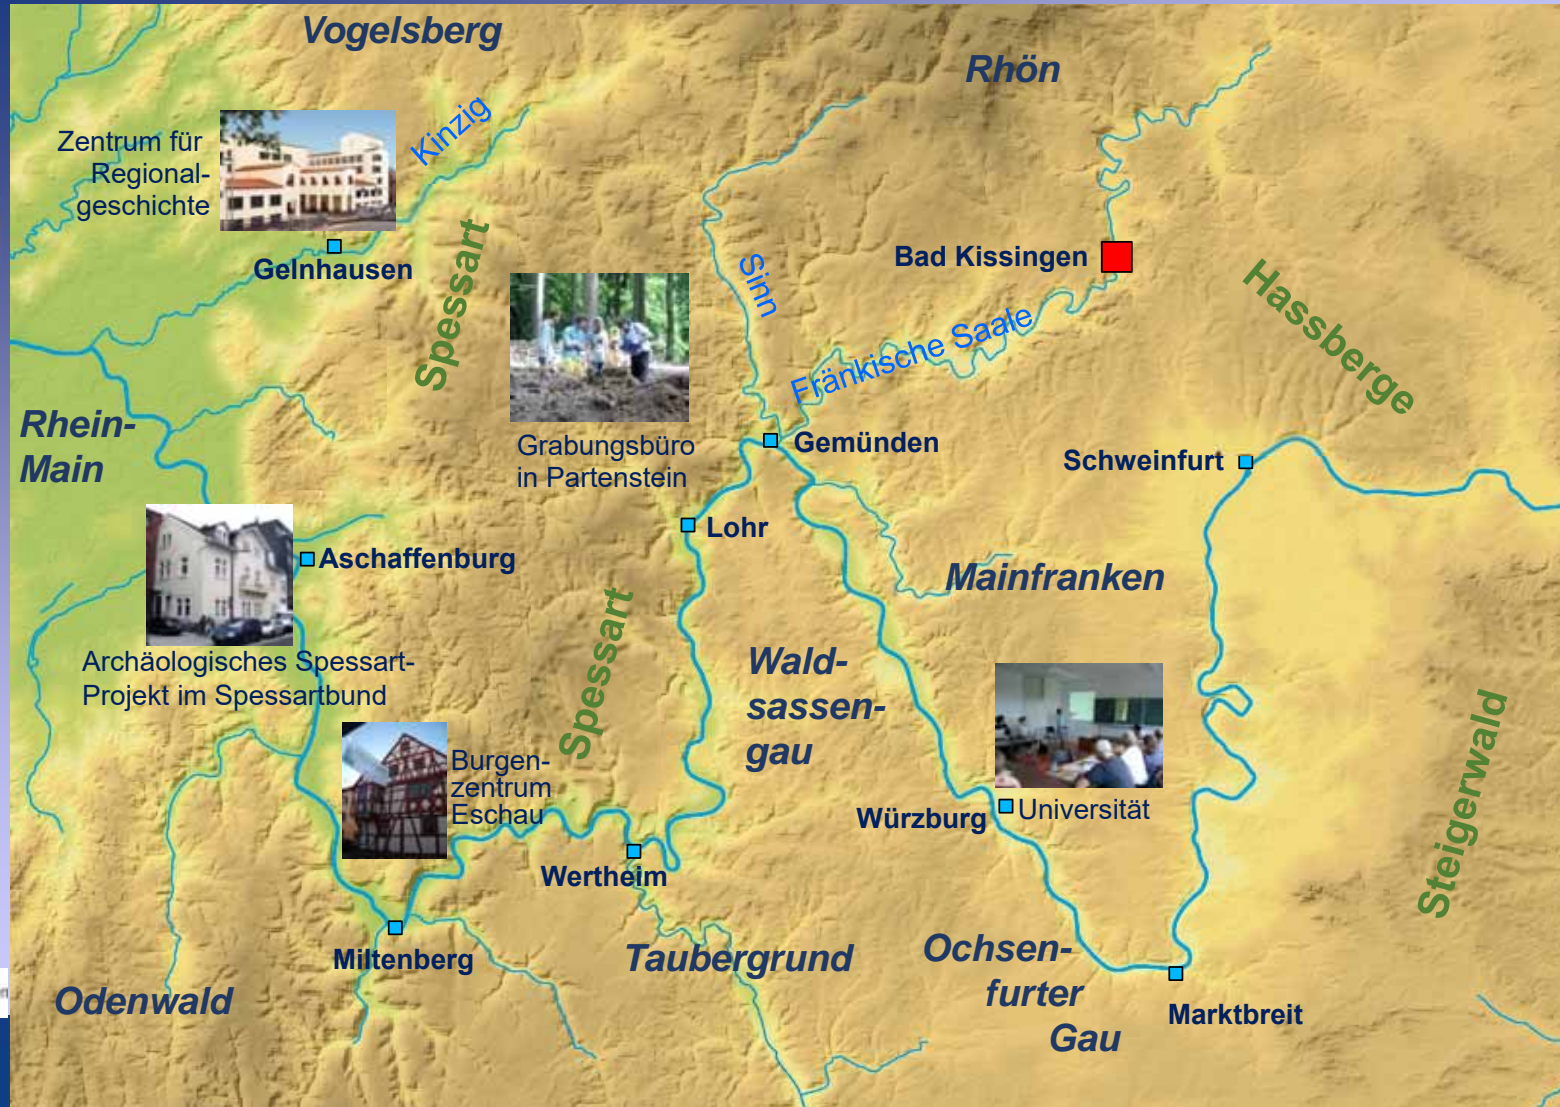 Vogelsberg
Rhön
Kinzig
Zentrum für
Regional-
geschichte
Gelnhausen
Spessart
Sinn
Bad Kissingen
Hassberge
Fränkische Saale
Rhein-
Main
Grabungsbüro
in Partenstein
Gemünden
Schweinfurt
Lohr
Aschaffenburg
Mainfranken
Archäologisches Spessart-
Projekt im Spessartbund
Spessart
Wald-
sassen-
gau
Steigerwald
Burgen-
zentrum
Eschau
Würzburg
Universität
Wertheim
Miltenberg
Taubergrund
Ochsen-
furter
Gau
Odenwald
Marktbreit